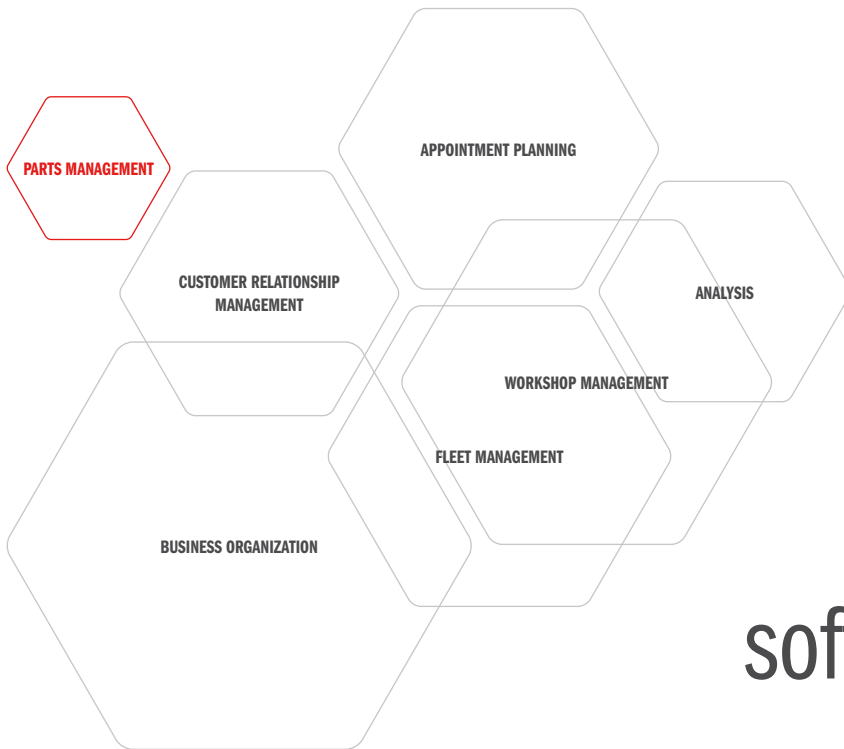 APPOINTMENT PLANNING
PARTS MANAGEMENT
CUSTOMER RELATIONSHIP
MANAGEMENT
ANALYSIS
WORKSHOP MANAGEMENT
FLEET MANAGEMENT
BUSINESS ORGANIZATION
sof